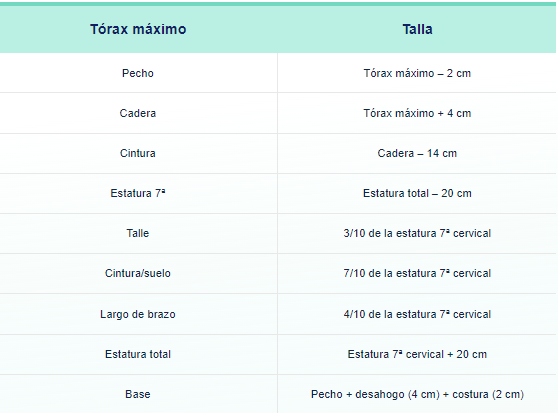 Tórax máximo Talla
Pecho Tórax máximo – 2 cm
Cadera Tórax máximo + 4 cm
Cintura Cadera – 14 cm
Estatura 7ª Estatura total – 20 cm
Talle 3/10 de la estatura 7ª cervical
Cintura/suelo 7/10 de la estatura 7ª cervical
Largo de brazo 4/10 de la estatura 7ª cervical
Estatura total Estatura 7ª cervical + 20 cm
Base Pecho + desahogo (4 cm) + costura (2 cm)